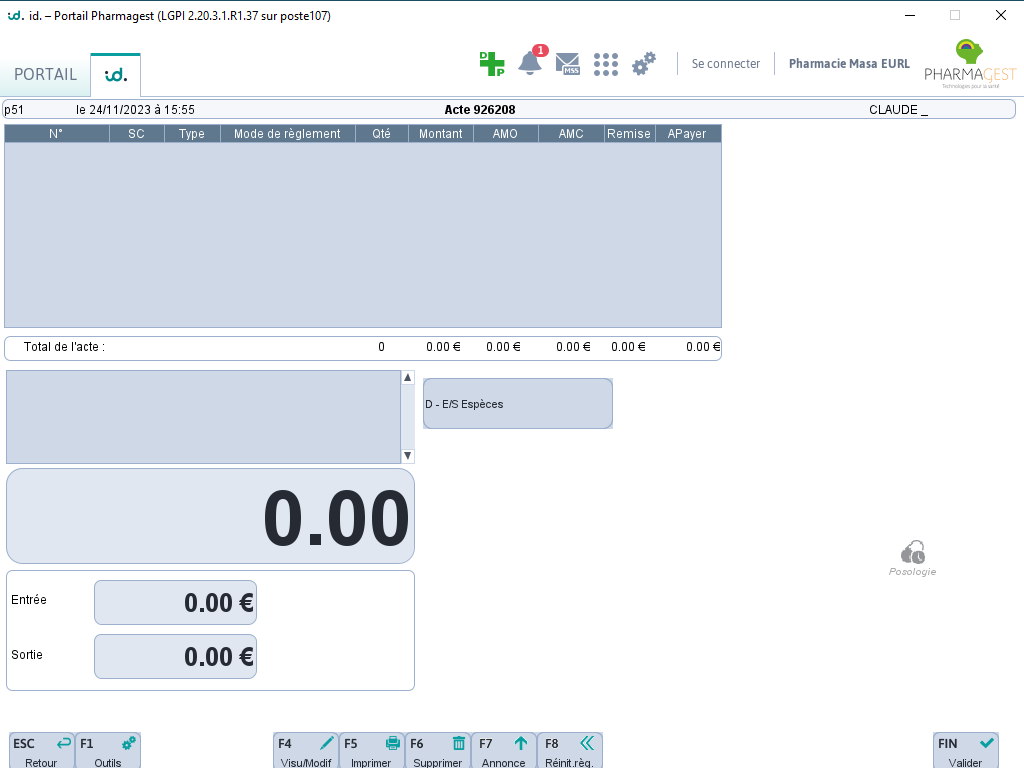 id. id. – Portail Pharmagest (LGPI 2.20.3.1.R1.37 sur poste107)
PORTAIL id. D P 1 MSS Se connecter Pharmacie Masa EURL PHARMAGEST
Technologies pour la santé
p51 le 24/11/2023 à 15:55 Acte 926208 CLAUDE _
N° SC Type Mode de règlement Qté Montant AMO AMC Remise APayer
Total de l'acte : 0 0.00 € 0.00 € 0.00 € 0.00 € 0.00 €
D - E/S Espèces
0.00
Posologie
Entrée 0.00 €
Sortie 0.00 €
ESC F1 F4 F5 F6 F7 F8 FIN
Retour Outils Visu/Modif Imprimer Supprimer Annonce Réinit.règ. Valider